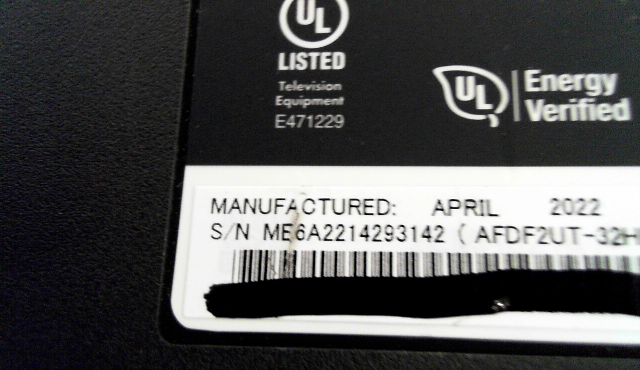 UL
LISTED
Television
Equipment
E471229
UL
Energy
Verified
MANUFACTURED: APRIL 2022
S/N ME6A2214293142 ( AFDF2UT-32H